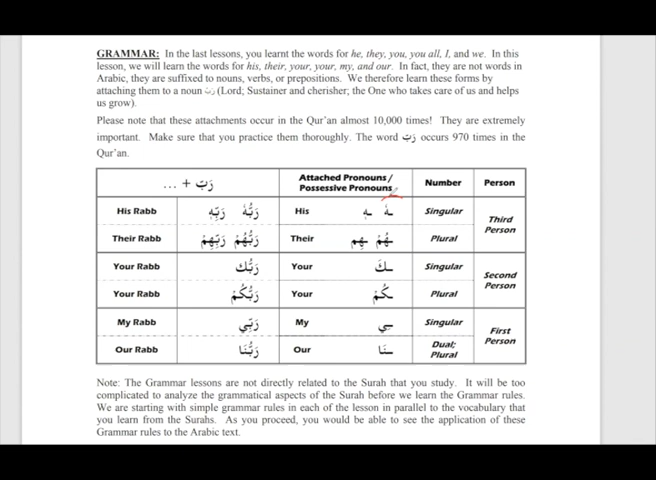 GRAMMAR: In the last lessons, you learnt the words for he, they, you, you all, I, and we. In this
lesson, we will learn the words for his, their, your, your, my, and our. In fact, they are not words in
Arabic, they are suffixed to nouns, verbs, or prepositions. We therefore learn these forms by
attaching them to a noun رَبّ (Lord; Sustainer and cherisher; the One who takes care of us and helps
us grow).
Please note that these attachments occur in the Qur'an almost 10,000 times! They are extremely
important. Make sure that you practice them thoroughly. The word رَبّ occurs 970 times in the
Qur'an.
رَبّ + ... Attached Pronouns / Possessive Pronouns Number Person
His Rabb رَبُّهُ رَبِّهِ His ـهُ ـهِ Singular Third Person
Their Rabb رَبُّهُمْ رَبِّهِمْ Their ـهُمْ ـهِم Plural
Your Rabb رَبُّكَ Your ـكَ Singular Second Person
Your Rabb رَبُّكُمْ Your ـكُمْ Plural
My Rabb رَبِّي My ـِي Singular First Person
Our Rabb رَبُّنَا Our ـنَا Dual; Plural
Note: The Grammar lessons are not directly related to the Surah that you study. It will be too
complicated to analyze the grammatical aspects of the Surah before we learn the Grammar rules.
We are starting with simple grammar rules in each of the lesson in parallel to the vocabulary that
you learn from the Surahs. As you proceed, you would be able to see the application of these
Grammar rules to the Arabic text.